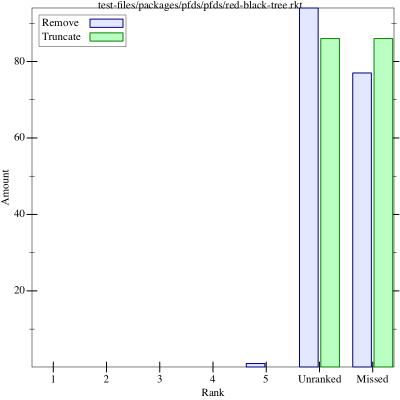 test-files/packages/pfds/pfds/red-black-tree.rkt
Remove
Truncate
80
60
40
20
Amount
1 2 3 4 5 Unranked Missed
Rank